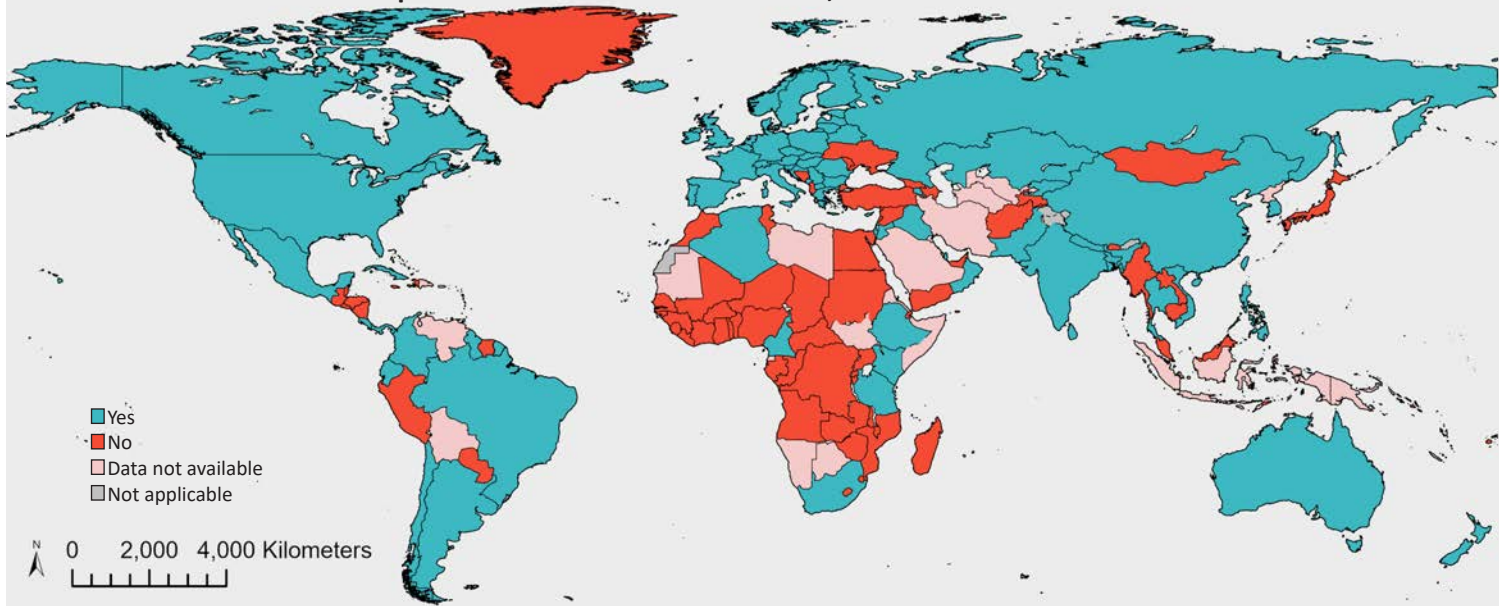 Yes
No
Data not available
Not applicable
N
0 2,000 4,000 Kilometers